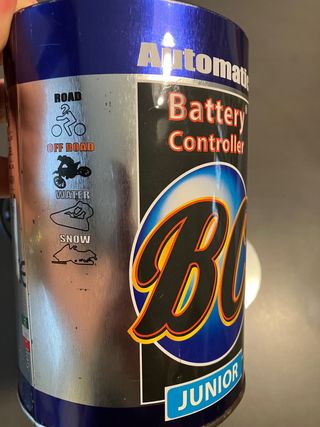 Automatic
Battery
Controller
BC
JUNIOR
ROAD
OFF ROAD
WATER
SNOW